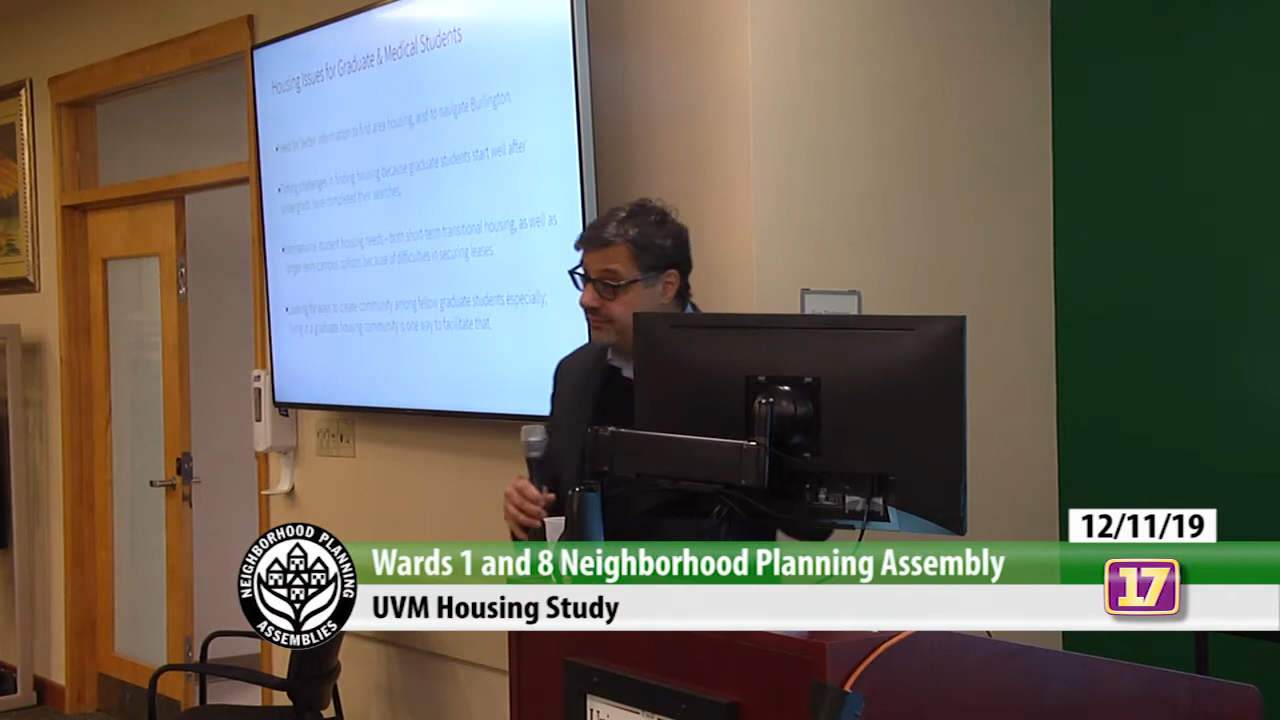 Housing Issues for Graduate & Medical Students
•Need for better information to find area housing, and to navigate Burlington.
•Timing challenges in finding housing because graduate students start well after
undergrads have completed their searches.
•International student housing needs - both short-term transitional housing, as well as
longer-term campus options because of difficulties in securing leases.
•Looking for ways to create community among fellow graduate students especially;
living in a graduate housing community is one way to facilitate that.
12/11/19
NEIGHBORHOOD PLANNING
ASSEMBLIES
Wards 1 and 8 Neighborhood Planning Assembly
17
UVM Housing Study